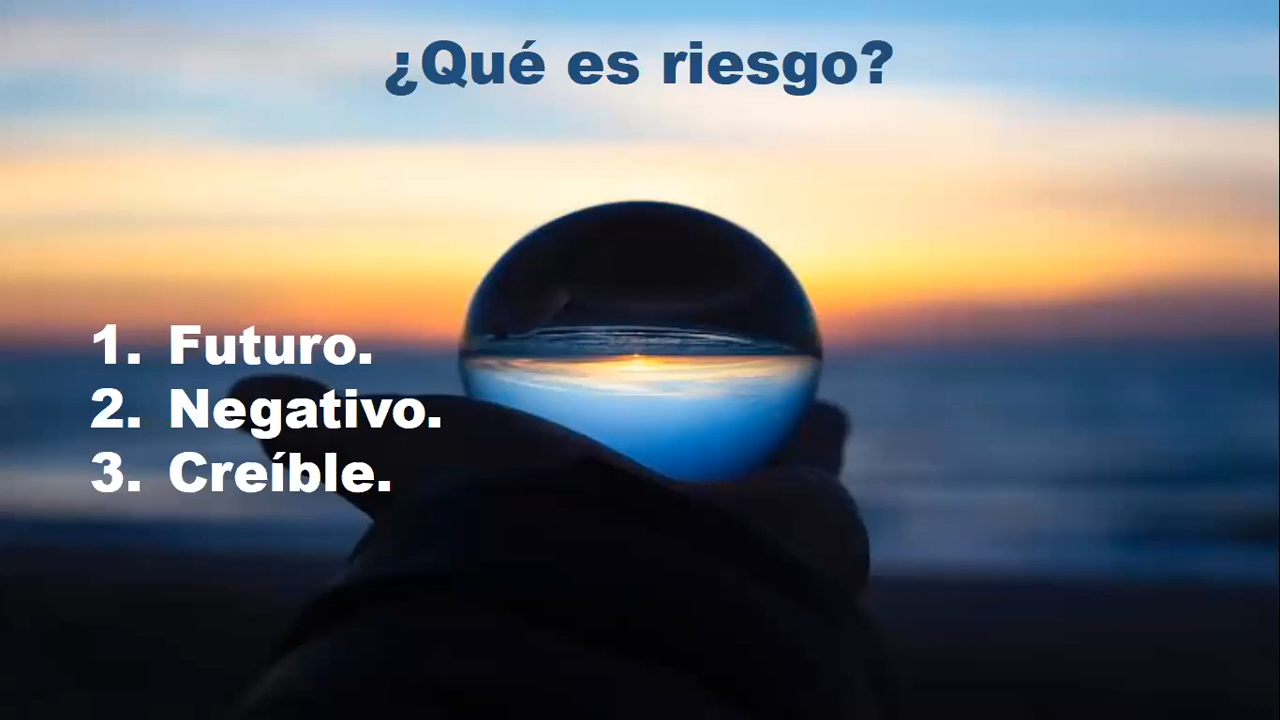 ¿Qué es riesgo?
1. Futuro.
2. Negativo.
3. Creíble.